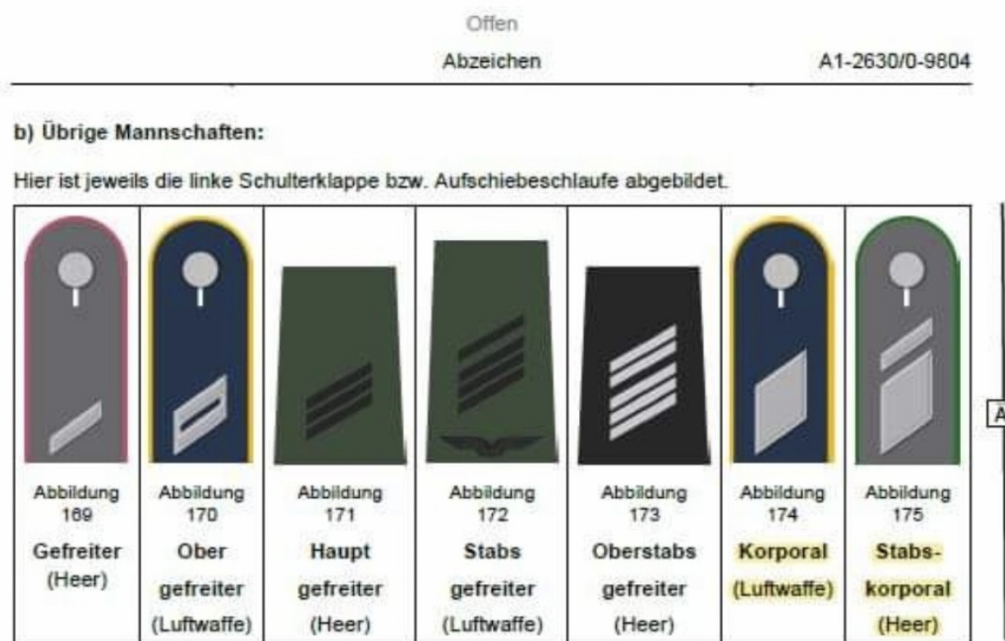 Offen
Abzeichen A1-2630/0-9804
b) Übrige Mannschaften:
Hier ist jeweils die linke Schulterklappe bzw. Aufschiebeschlaufe abgebildet.
Abbildung 169
Gefreiter
(Heer)
Abbildung 170
Ober
gefreiter
(Luftwaffe)
Abbildung 171
Haupt
gefreiter
(Heer)
Abbildung 172
Stabs
gefreiter
(Luftwaffe)
Abbildung 173
Oberstabs
gefreiter
(Heer)
Abbildung 174
Korporal
(Luftwaffe)
Abbildung 175
Stabs-
korporal
(Heer)